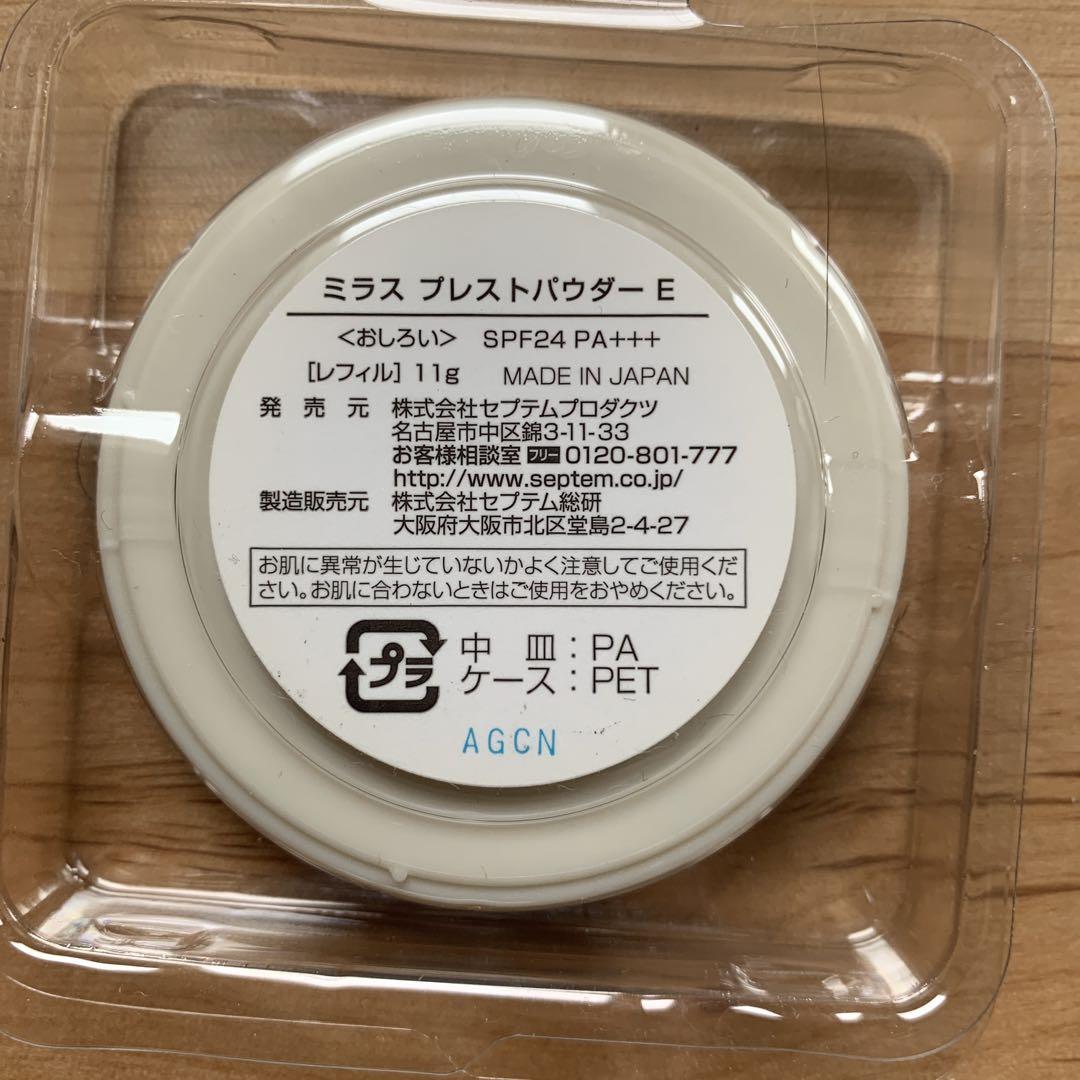 ミラス プレストパウダー E
<おしろい> SPF24 PA+++
[レフィル] 11g MADE IN JAPAN
発売元 株式会社セプテムプロダクツ
名古屋市中区錦3-11-33
お客様相談室 フリー 0120-801-777
http://www.septem.co.jp/
製造販売元 株式会社セプテム総研
大阪府大阪市北区堂島2-4-27
お肌に異常が生じていないかよく注意してご使用くだ
さい。お肌に合わないときはご使用をおやめください。
プラ 中皿:PA
ケース:PET
AGCN